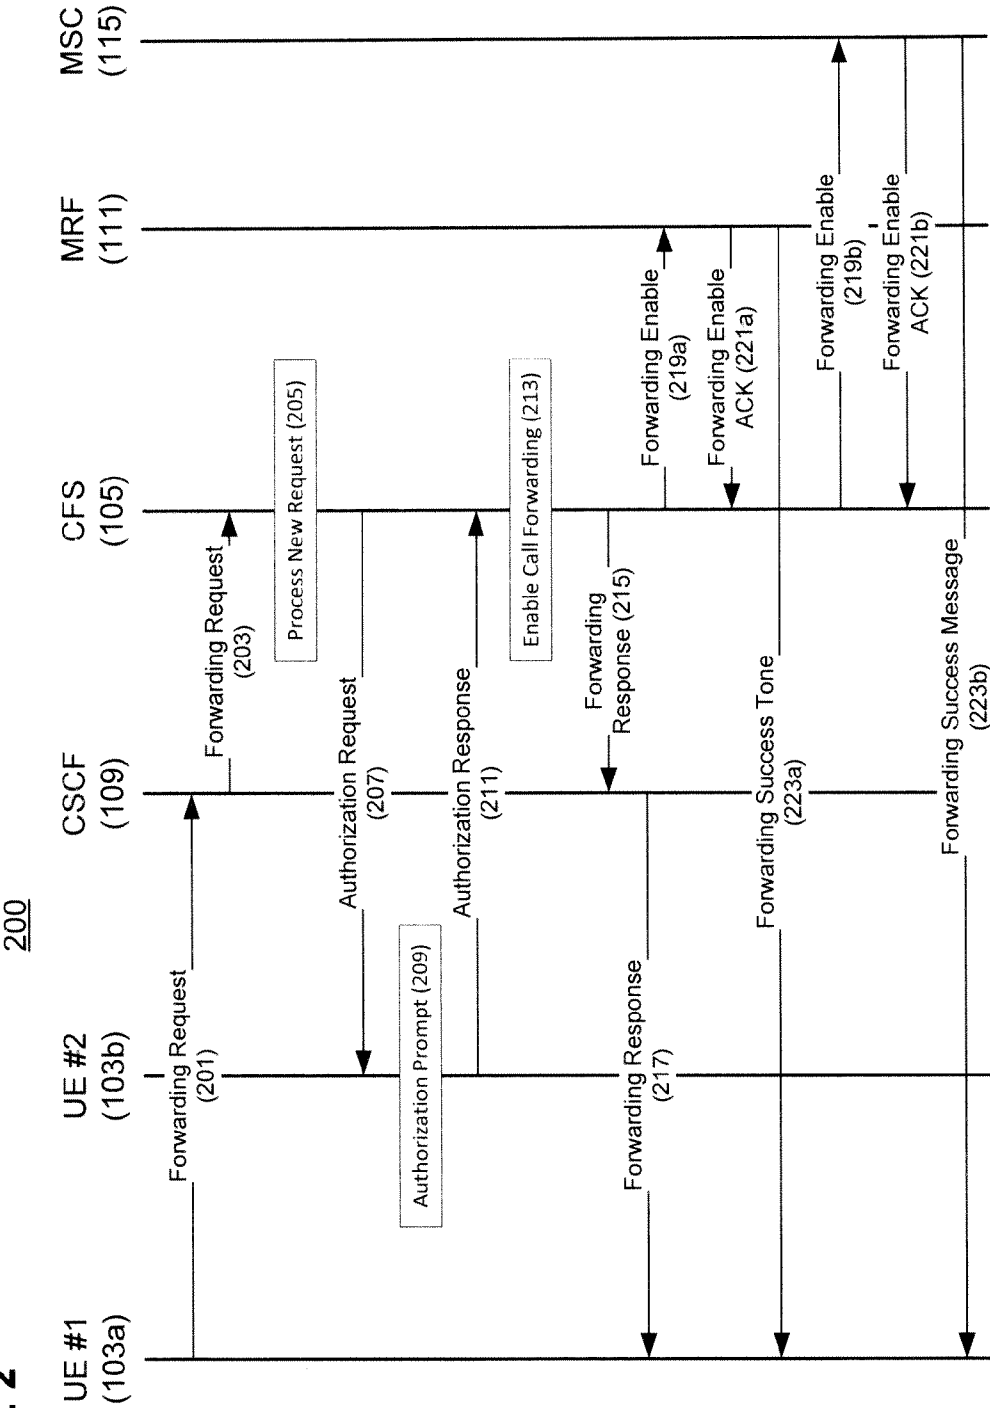 . 2
200
UE #1
(103a)
UE #2
(103b)
CSCF
(109)
CFS
(105)
MRF
(111)
MSC
(115)
Forwarding Request
(201)
Forwarding Request
(203)
Process New Request (205)
Authorization Request
(207)
Authorization Prompt (209)
Authorization Response
(211)
Enable Call Forwarding (213)
Forwarding
Response (215)
Forwarding Response
(217)
Forwarding Enable
(219a)
Forwarding Enable
ACK (221a)
Forwarding Success Tone
(223a)
Forwarding Enable
(219b)
Forwarding Enable
ACK (221b)
Forwarding Success Message
(223b)